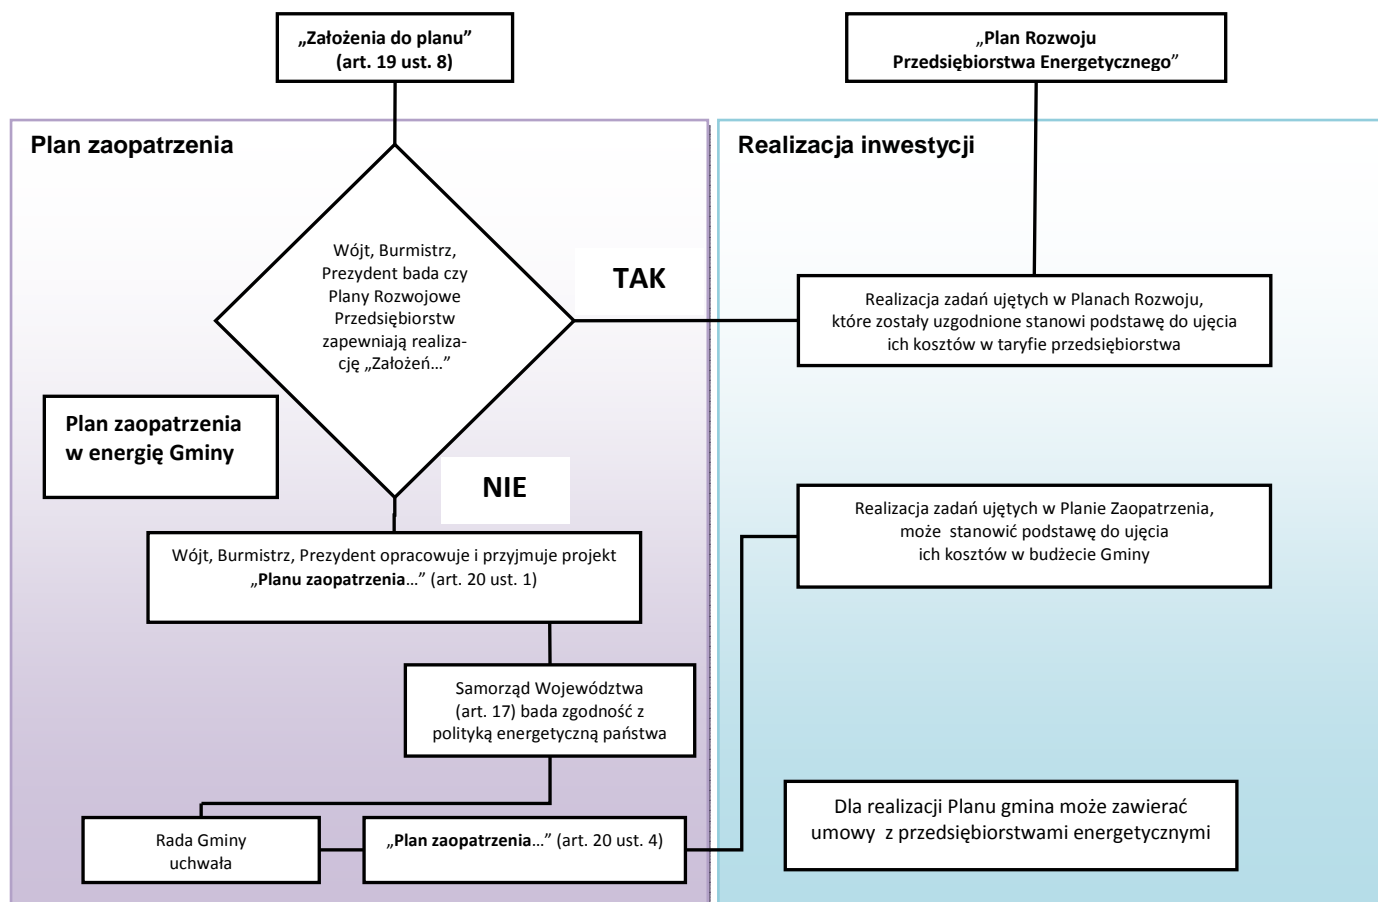 „Założenia do planu”
(art. 19 ust. 8)
„Plan Rozwoju
Przedsiębiorstwa Energetycznego”
Plan zaopatrzenia
Realizacja inwestycji
Wójt, Burmistrz,
Prezydent bada czy
Plany Rozwojowe
Przedsiębiorstw
zapewniają realiza-
cję „Założeń...”
TAK
Realizacja zadań ujętych w Planach Rozwoju,
które zostały uzgodnione stanowi podstawę do ujęcia
ich kosztów w taryfie przedsiębiorstwa
Plan zaopatrzenia
w energię Gminy
NIE
Realizacja zadań ujętych w Planie Zaopatrzenia,
może stanowić podstawę do ujęcia
ich kosztów w budżecie Gminy
Wójt, Burmistrz, Prezydent opracowuje i przyjmuje projekt
„Planu zaopatrzenia...” (art. 20 ust. 1)
Samorząd Województwa
(art. 17) bada zgodność z
polityką energetyczną państwa
Rada Gminy
uchwała
„Plan zaopatrzenia...” (art. 20 ust. 4)
Dla realizacji Planu gmina może zawierać
umowy z przedsiębiorstwami energetycznymi